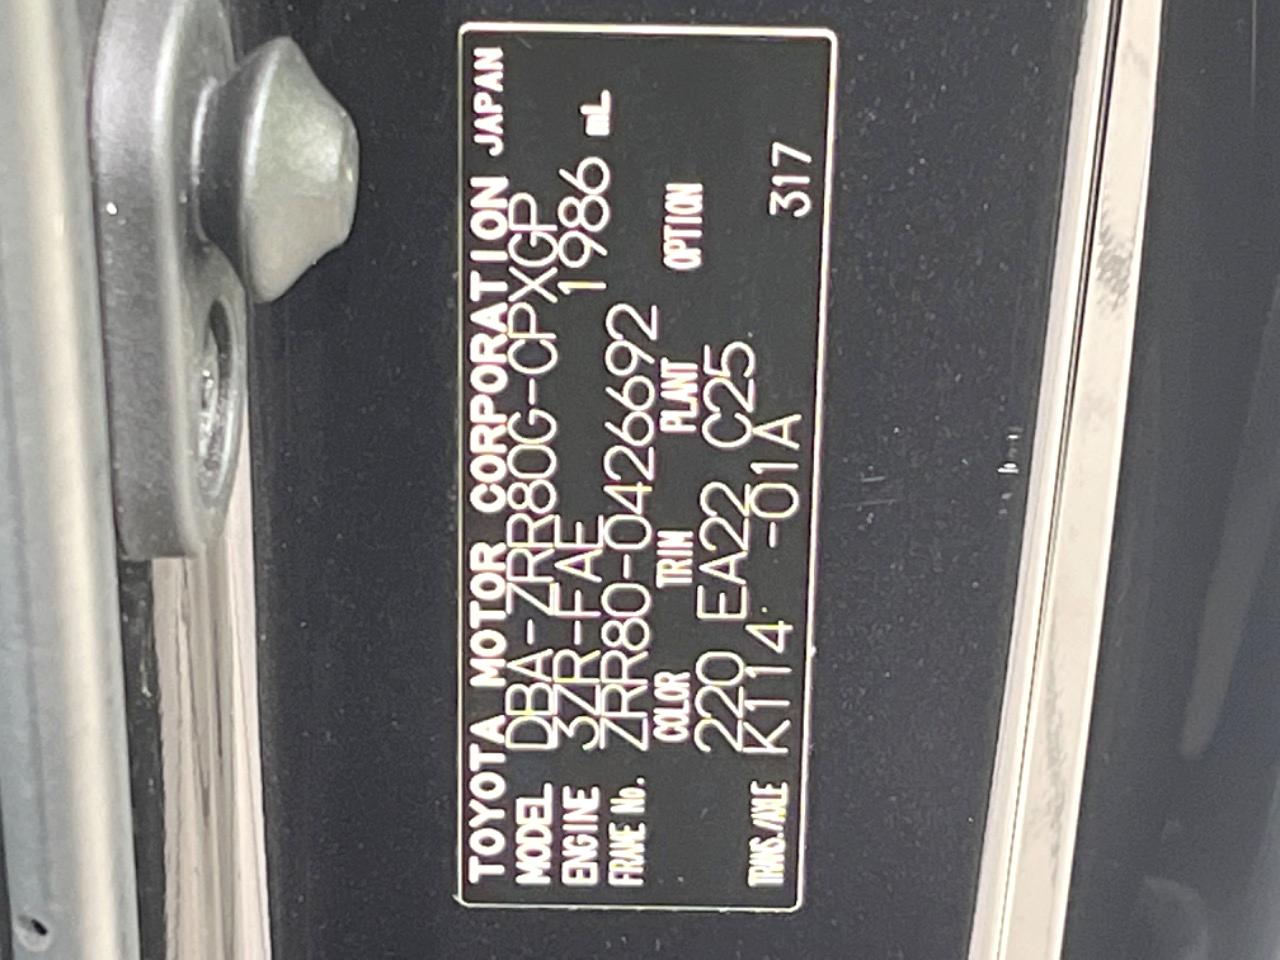 TOYOTA MOTOR CORPORATION JAPAN
MODEL DBA-ZRR80G-CPXGP
ENGINE 3ZR-FAE 1986 mL
FRAME No. ZRR80-0426692
COLOR TRIM PLANT OPTION
220 EA22 C25
TRANS./AXLE K114 -01A 317